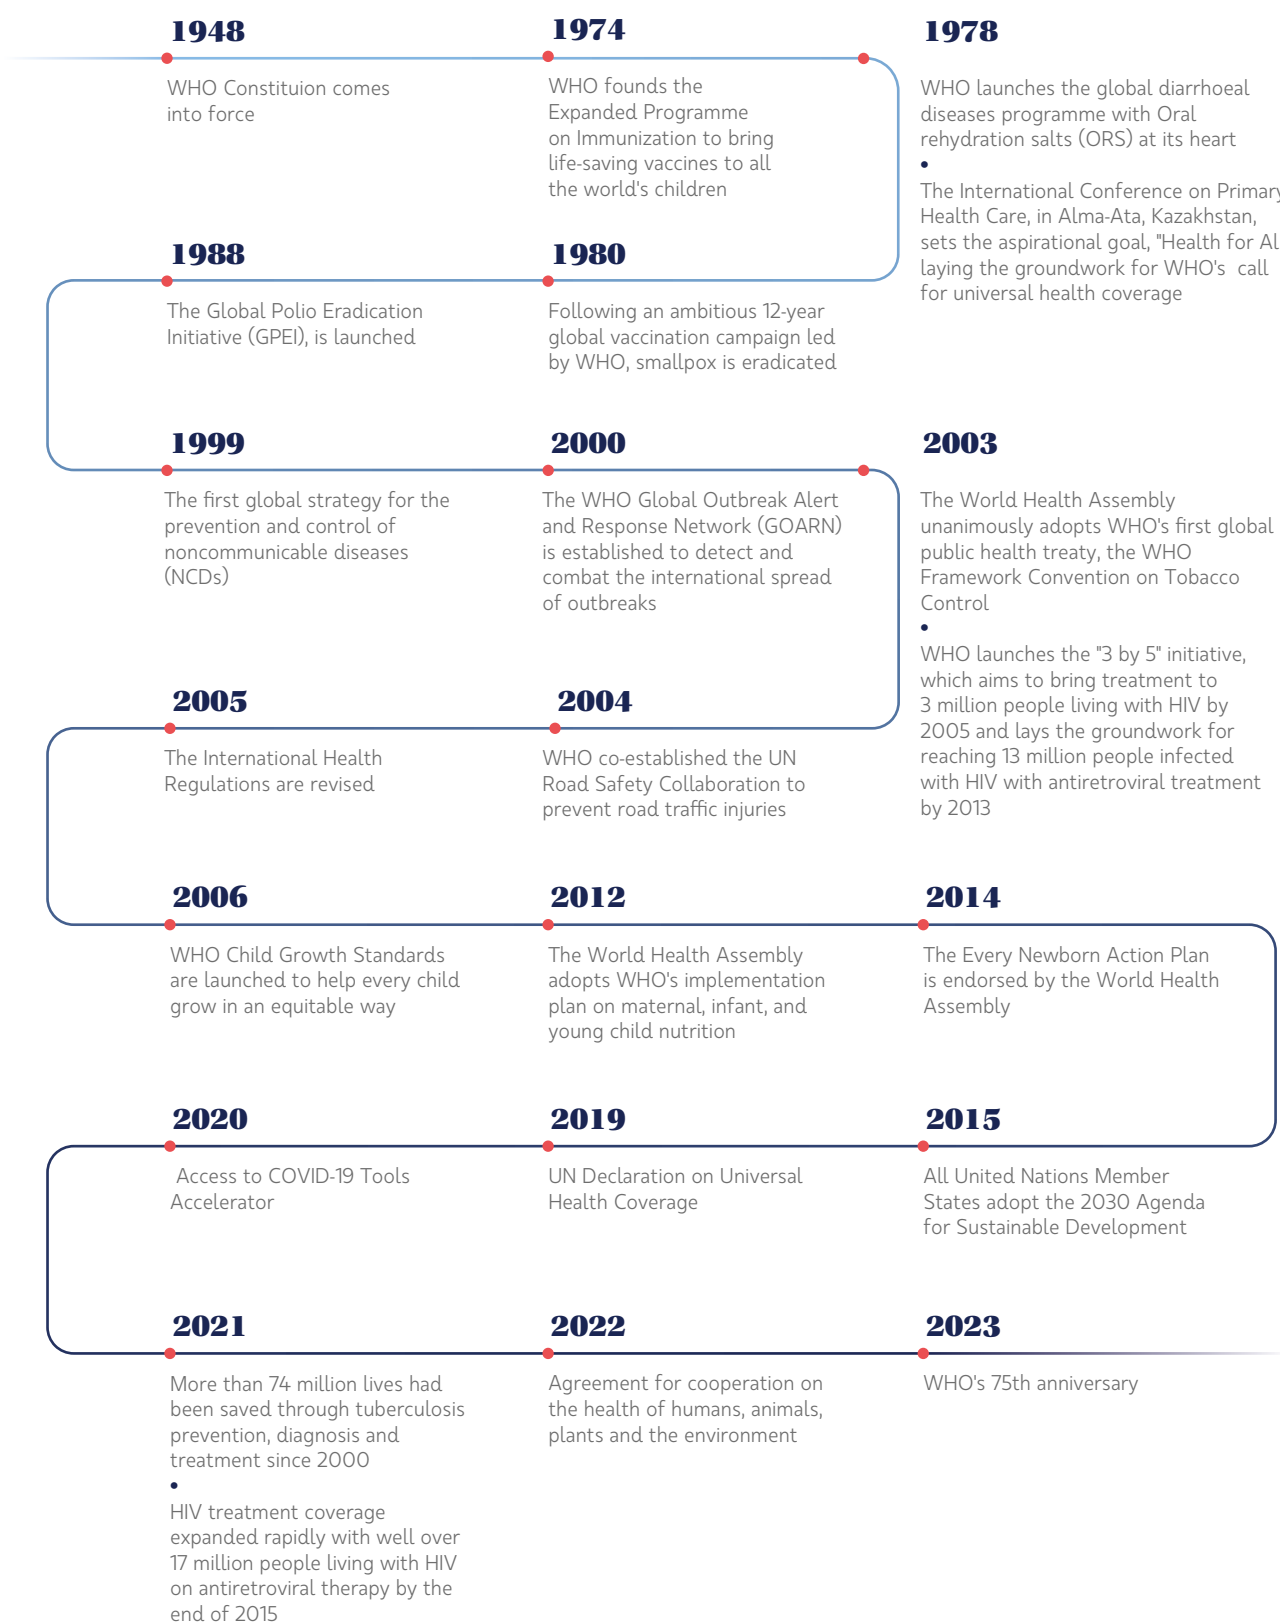 1948
WHO Constituion comes
into force
1974
WHO founds the
Expanded Programme
on Immunization to bring
life-saving vaccines to all
the world's children
1978
WHO launches the global diarrhoeal
diseases programme with Oral
rehydration salts (ORS) at its heart
•
The International Conference on Primary
Health Care, in Alma-Ata, Kazakhstan,
sets the aspirational goal, "Health for Al
laying the groundwork for WHO's call
for universal health coverage
1988
The Global Polio Eradication
Initiative (GPEI), is launched
1980
Following an ambitious 12-year
global vaccination campaign led
by WHO, smallpox is eradicated
1999
The first global strategy for the
prevention and control of
noncommunicable diseases
(NCDs)
2000
The WHO Global Outbreak Alert
and Response Network (GOARN)
is established to detect and
combat the international spread
of outbreaks
2003
The World Health Assembly
unanimously adopts WHO's first global
public health treaty, the WHO
Framework Convention on Tobacco
Control
•
WHO launches the "3 by 5" initiative,
which aims to bring treatment to
3 million people living with HIV by
2005 and lays the groundwork for
reaching 13 million people infected
with HIV with antiretroviral treatment
by 2013
2005
The International Health
Regulations are revised
2004
WHO co-established the UN
Road Safety Collaboration to
prevent road traffic injuries
2006
WHO Child Growth Standards
are launched to help every child
grow in an equitable way
2012
The World Health Assembly
adopts WHO's implementation
plan on maternal, infant, and
young child nutrition
2014
The Every Newborn Action Plan
is endorsed by the World Health
Assembly
2020
Access to COVID-19 Tools
Accelerator
2019
UN Declaration on Universal
Health Coverage
2015
All United Nations Member
States adopt the 2030 Agenda
for Sustainable Development
2021
More than 74 million lives had
been saved through tuberculosis
prevention, diagnosis and
treatment since 2000
•
HIV treatment coverage
expanded rapidly with well over
17 million people living with HIV
on antiretroviral therapy by the
end of 2015
2022
Agreement for cooperation on
the health of humans, animals,
plants and the environment
2023
WHO's 75th anniversary